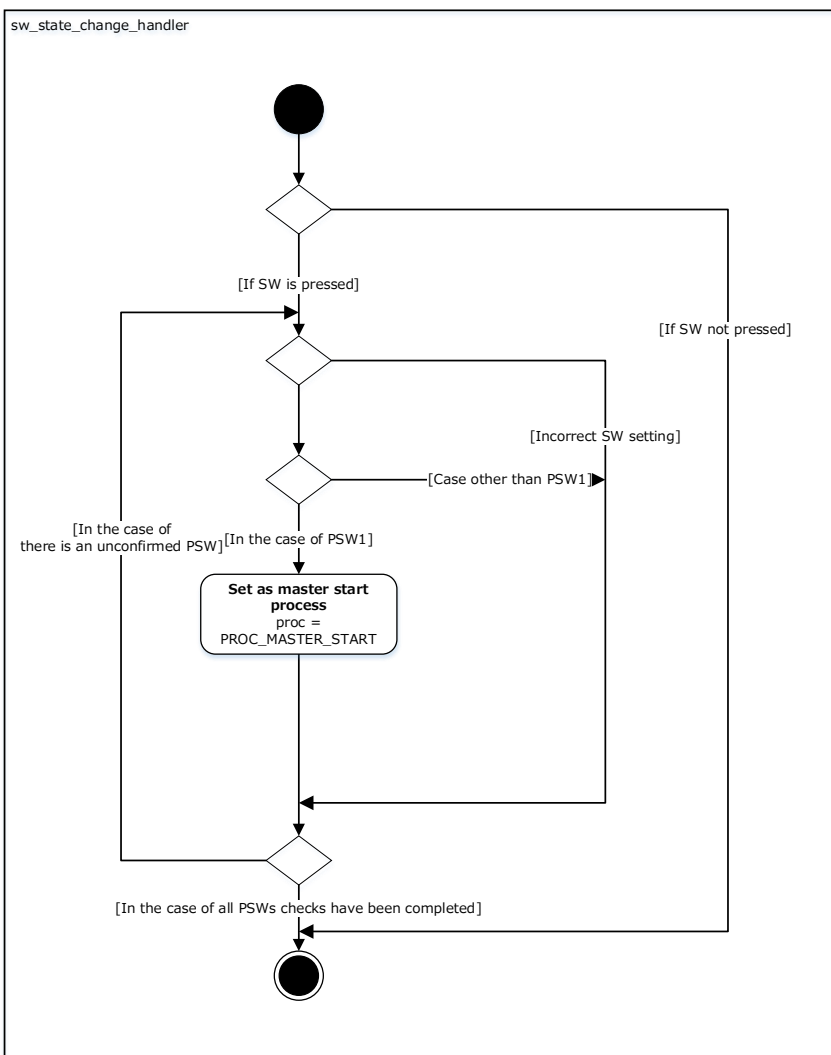 sw_state_change_handler
[If SW is pressed]
[If SW not pressed]
[Incorrect SW setting]
[Case other than PSW1]
[In the case of
there is an unconfirmed PSW]
[In the case of PSW1]
Set as master start
process
proc =
PROC_MASTER_START
[In the case of all PSWs checks have been completed]